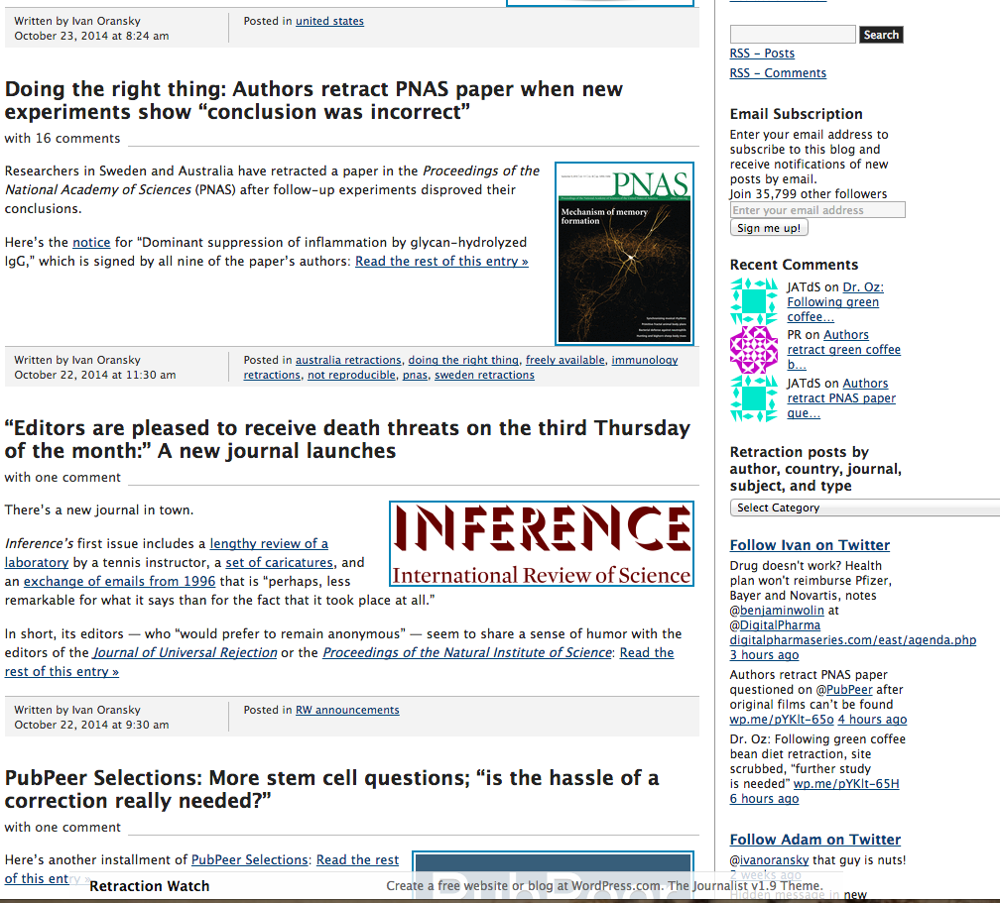 Written by Ivan Oransky
October 23, 2014 at 8:24 am
Posted in united states
Doing the right thing: Authors retract PNAS paper when new
experiments show “conclusion was incorrect”
with 16 comments
Researchers in Sweden and Australia have retracted a paper in the Proceedings of the
National Academy of Sciences (PNAS) after follow-up experiments disproved their
conclusions.
Here’s the notice for “Dominant suppression of inflammation by glycan-hydrolyzed
IgG,” which is signed by all nine of the paper’s authors: Read the rest of this entry »
PNAS
Mechanism of memory
formation
Written by Ivan Oransky
October 22, 2014 at 11:30 am
Posted in australia retractions, doing the right thing, freely available, immunology
retractions, not reproducible, pnas, sweden retractions
“Editors are pleased to receive death threats on the third Thursday
of the month:” A new journal launches
with one comment
There’s a new journal in town.
Inference’s first issue includes a lengthy review of a
laboratory by a tennis instructor, a set of caricatures, and
an exchange of emails from 1996 that is “perhaps, less
remarkable for what it says than for the fact that it took place at all.”
INFERENCE
International Review of Science
In short, its editors — who “would prefer to remain anonymous” — seem to share a sense of humor with the
editors of the Journal of Universal Rejection or the Proceedings of the Natural Institute of Science: Read the
rest of this entry »
Written by Ivan Oransky
October 22, 2014 at 9:30 am
Posted in RW announcements
PubPeer Selections: More stem cell questions; “is the hassle of a
correction really needed?”
with one comment
Here’s another installment of PubPeer Selections: Read the rest
of this entry »
Retraction Watch
Create a free website or blog at WordPress.com. The Journalist v1.9 Theme.
Search
RSS - Posts
RSS - Comments
Email Subscription
Enter your email address to
subscribe to this blog and
receive notifications of new
posts by email.
Join 35,799 other followers
Enter your email address
Sign me up!
Recent Comments
JATdS on Dr. Oz:
Following green
coffee…
PR on Authors
retract green coffee
b…
JATdS on Authors
retract PNAS paper
que…
Retraction posts by
author, country, journal,
subject, and type
Select Category
Follow Ivan on Twitter
Drug doesn't work? Health
plan won't reimburse Pfizer,
Bayer and Novartis, notes
@benjaminwolin at
@DigitalPharma
digitalpharmaseries.com/east/agenda.php
3 hours ago
Authors retract PNAS paper
questioned on @PubPeer after
original films can’t be found
wp.me/pYKlt-65o 4 hours ago
Dr. Oz: Following green coffee
bean diet retraction, site
scrubbed, “further study
is needed” wp.me/pYKlt-65H
6 hours ago
Follow Adam on Twitter
@ivanoransky that guy is nuts!
2 weeks ago
Hidden message in new